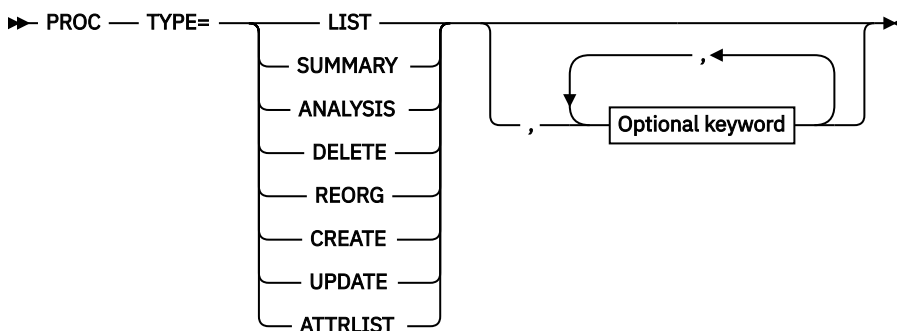 PROC TYPE= LIST
SUMMARY
,
ANALYSIS
, Optional keyword
DELETE
REORG
CREATE
UPDATE
ATTRLIST